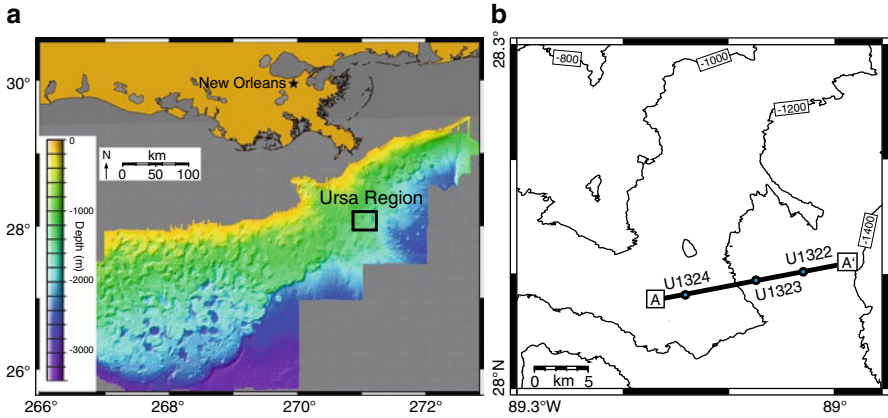 a
30°
28°
26°
266°
268°
270°
272°
New Orleans
N
km
0 50 100
0
-1000
-2000
-3000
Depth (m)
Ursa Region
b
28.3°
28°N
89.3°W
89°
-800
-1000
-1200
-1400
A
U1324
U1323
U1322
A'
0 km 5